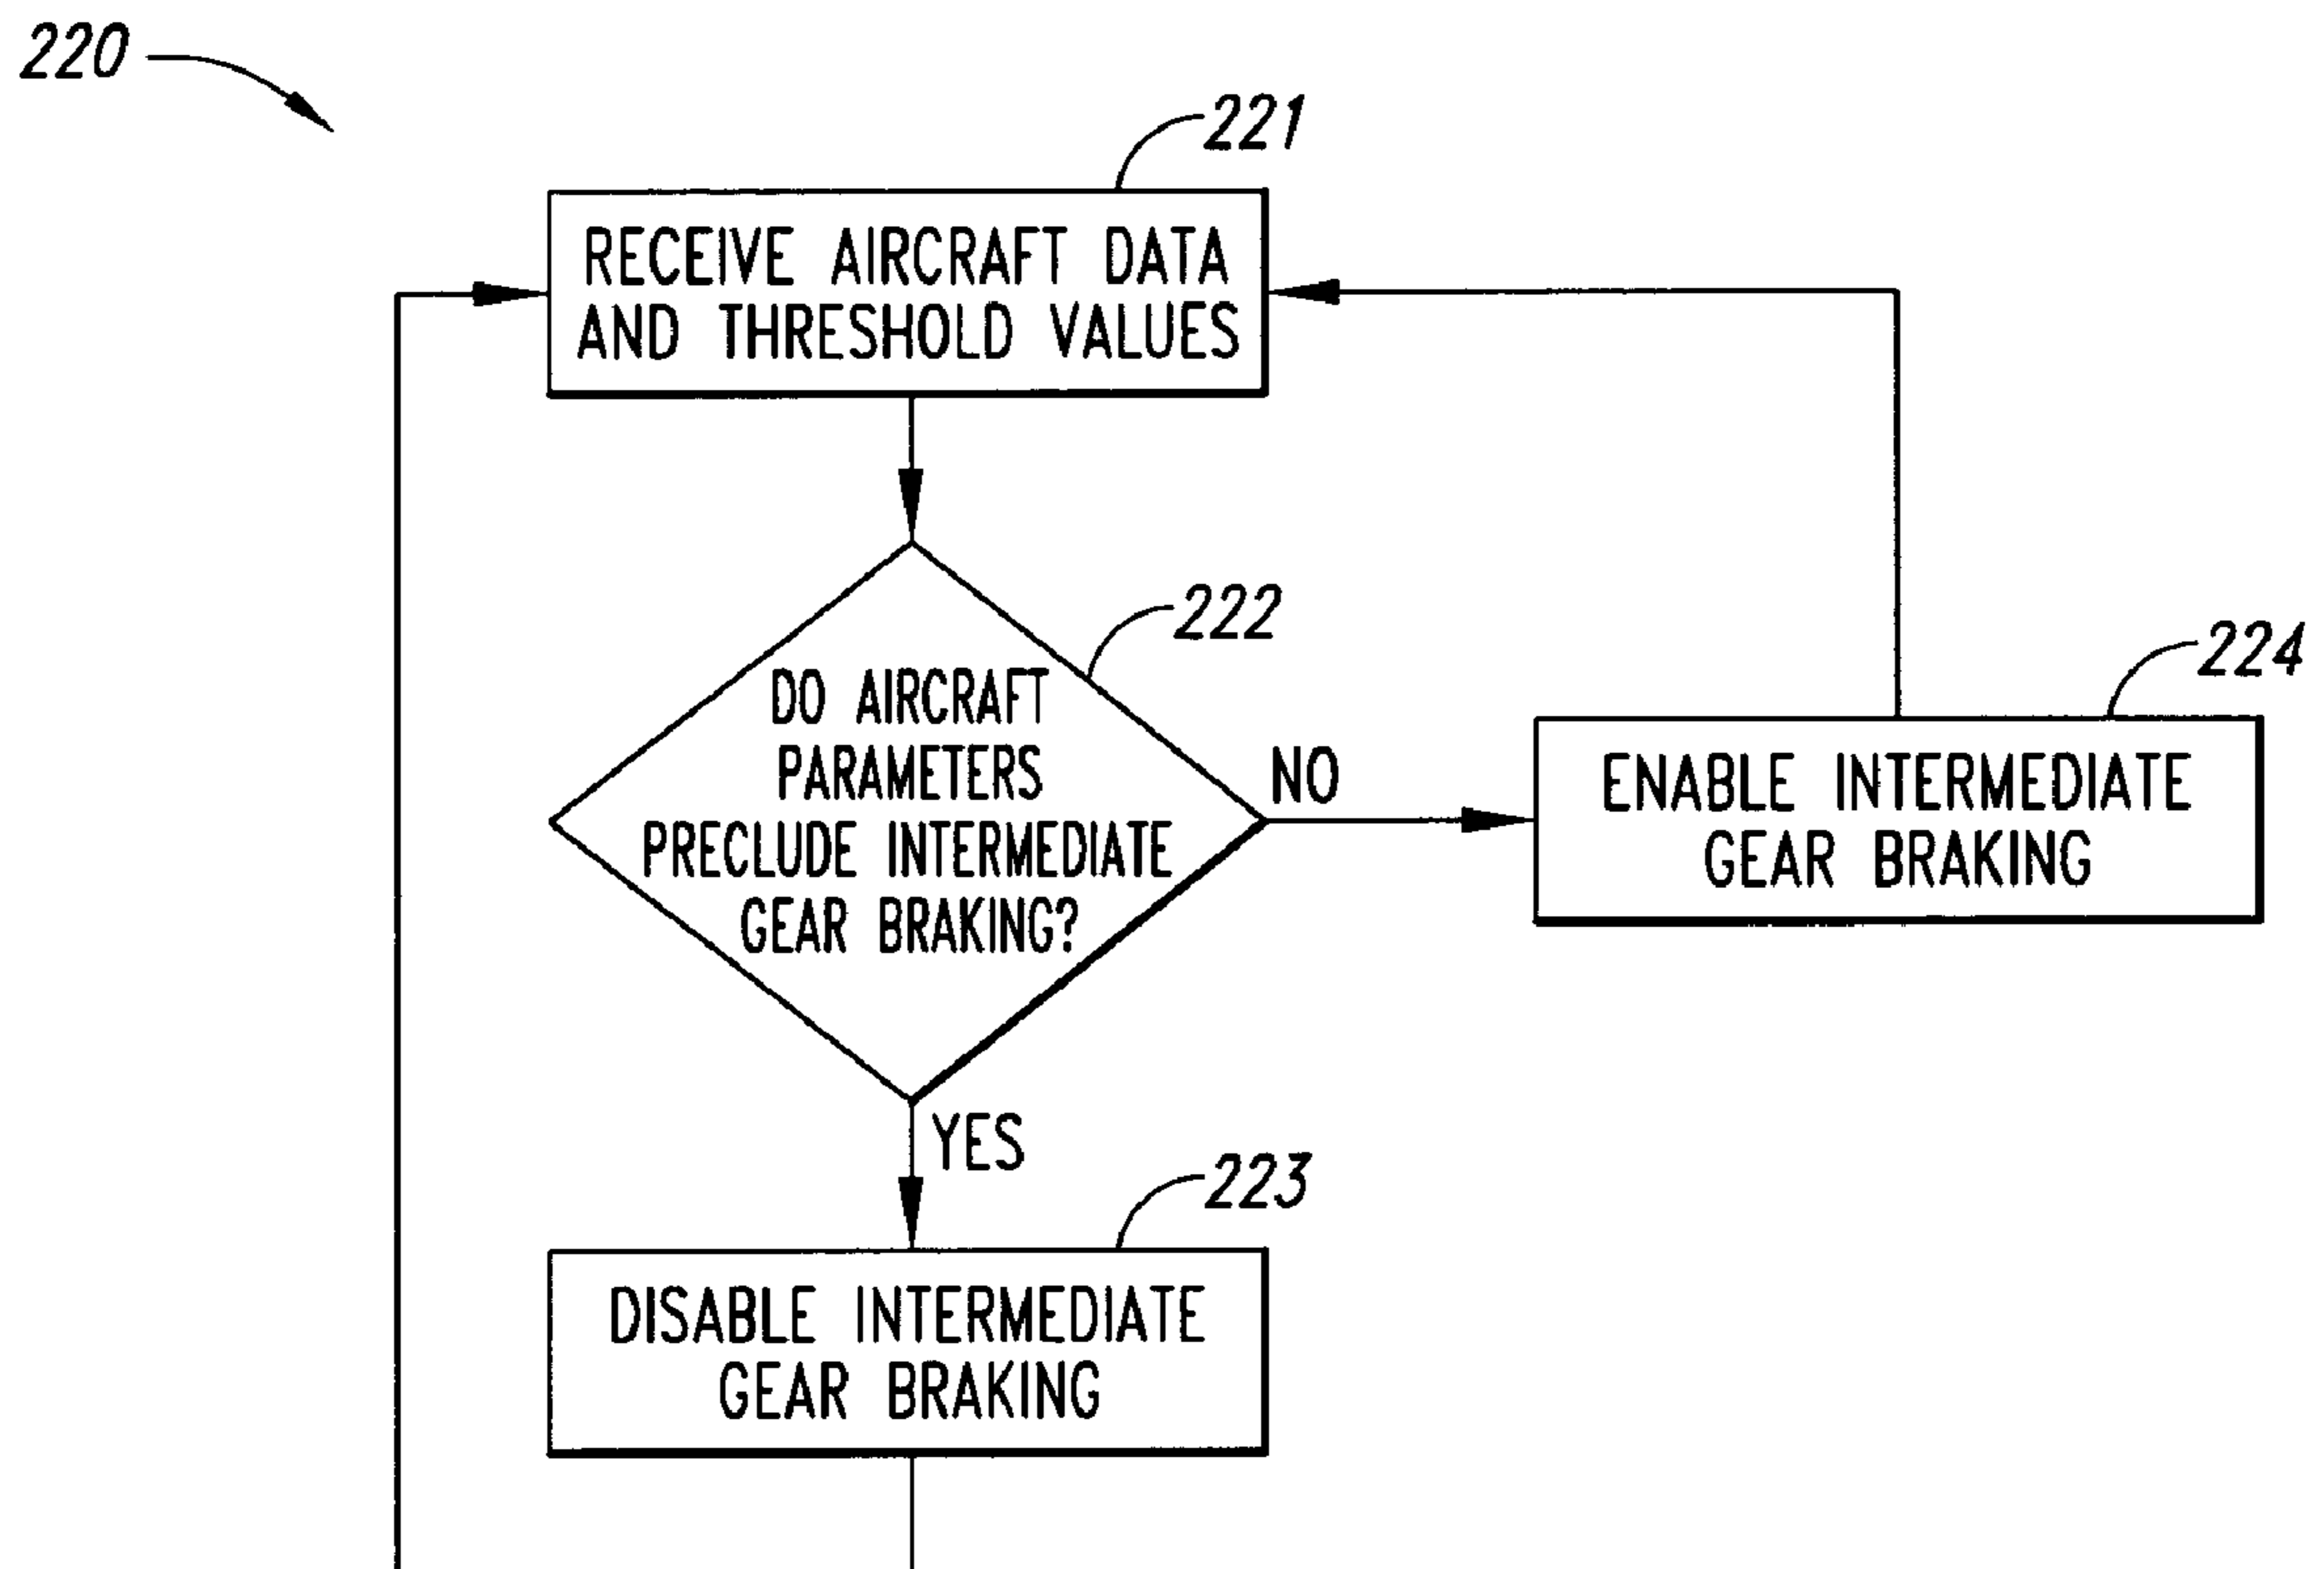 220
221
RECEIVE AIRCRAFT DATA
AND THRESHOLD VALUES
222
DO AIRCRAFT
PARAMETERS
PRECLUDE INTERMEDIATE
GEAR BRAKING?
NO
224
ENABLE INTERMEDIATE
GEAR BRAKING
YES
223
DISABLE INTERMEDIATE
GEAR BRAKING